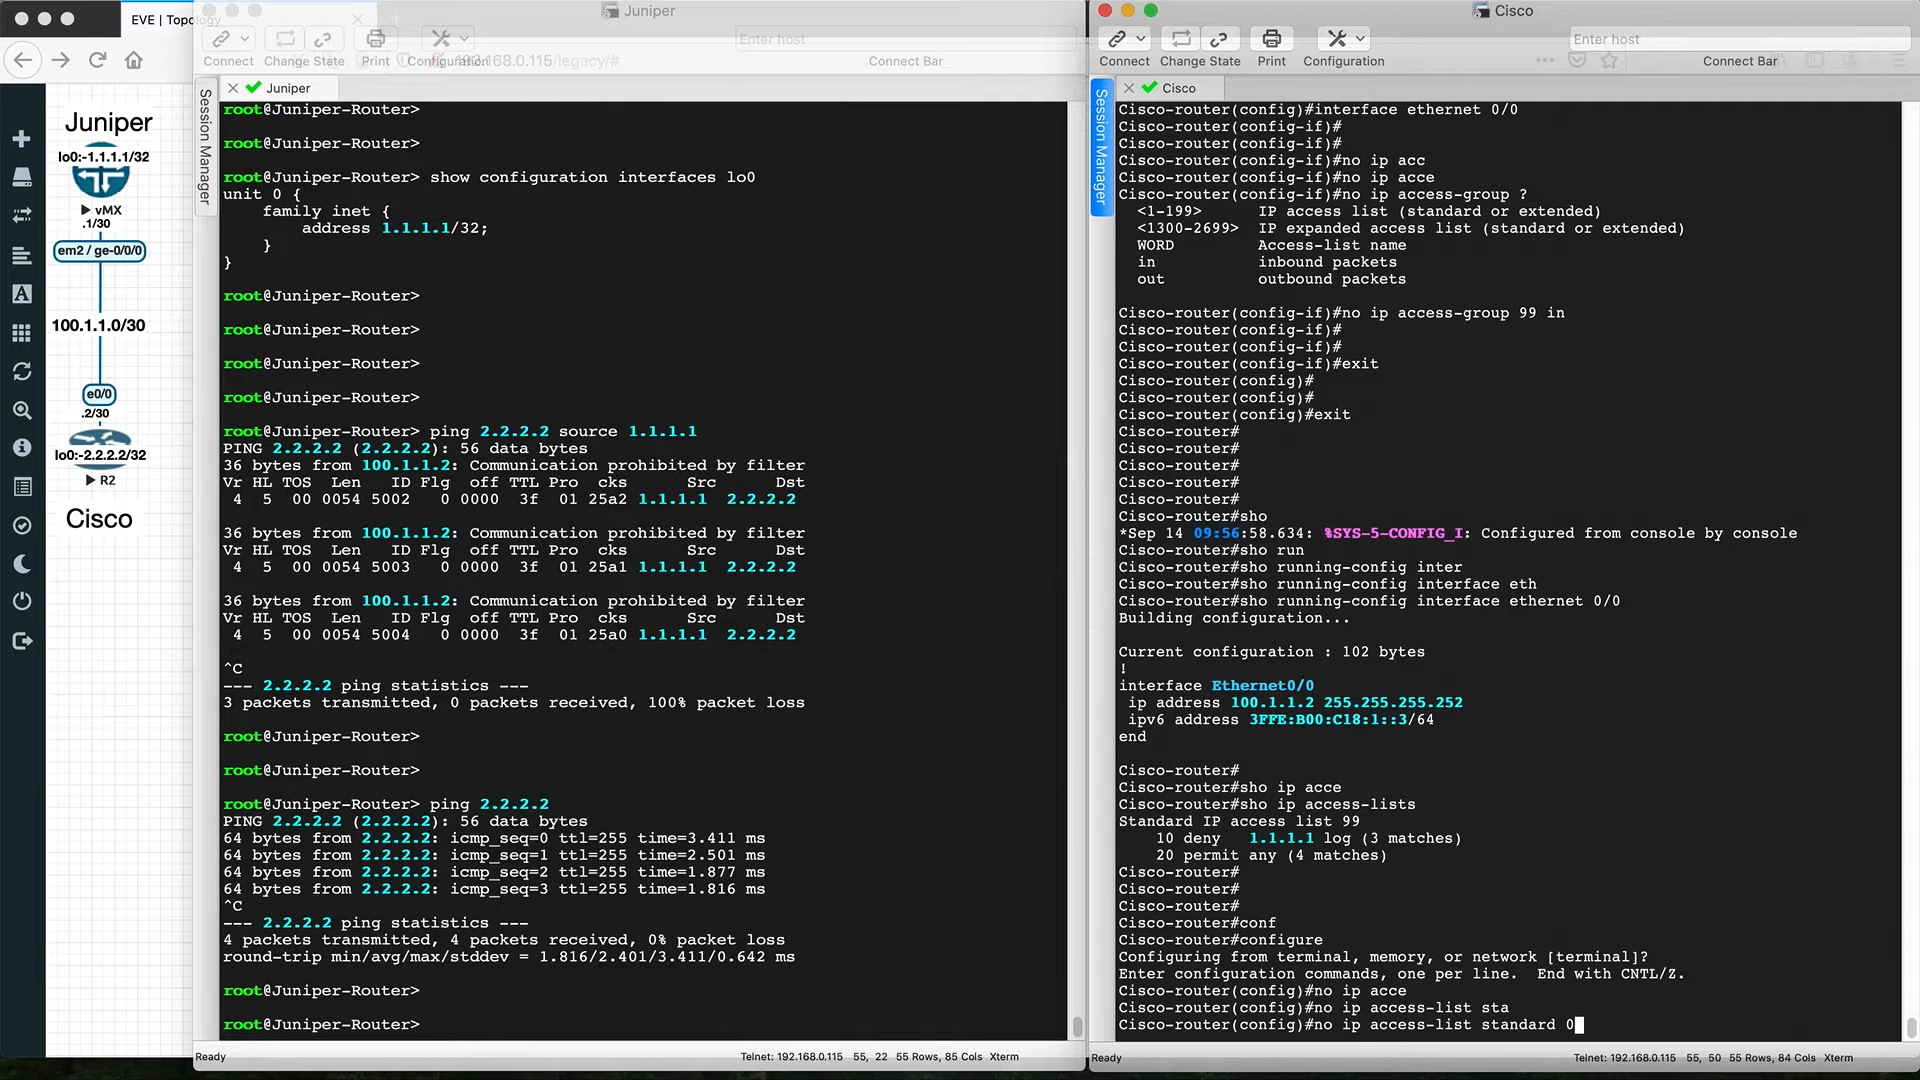 EVE | Topology
192.168.0.115/legacy/#
Juniper
lo0:-1.1.1.1/32
vMX
.1/30
em2 / ge-0/0/0
100.1.1.0/30
e0/0
.2/30
lo0:-2.2.2.2/32
R2
Cisco
Juniper
Enter host
Connect Change State Print Configuration Connect Bar
Session Manager
Juniper
root@Juniper-Router>
root@Juniper-Router>
root@Juniper-Router> show configuration interfaces lo0
unit 0 {
family inet {
address 1.1.1.1/32;
}
}
root@Juniper-Router>
root@Juniper-Router>
root@Juniper-Router>
root@Juniper-Router>
root@Juniper-Router> ping 2.2.2.2 source 1.1.1.1
PING 2.2.2.2 (2.2.2.2): 56 data bytes
36 bytes from 100.1.1.2: Communication prohibited by filter
Vr HL TOS Len ID Flg off TTL Pro cks Src Dst
4 5 00 0054 5002 0 0000 3f 01 25a2 1.1.1.1 2.2.2.2
36 bytes from 100.1.1.2: Communication prohibited by filter
Vr HL TOS Len ID Flg off TTL Pro cks Src Dst
4 5 00 0054 5003 0 0000 3f 01 25a1 1.1.1.1 2.2.2.2
36 bytes from 100.1.1.2: Communication prohibited by filter
Vr HL TOS Len ID Flg off TTL Pro cks Src Dst
4 5 00 0054 5004 0 0000 3f 01 25a0 1.1.1.1 2.2.2.2
^C
--- 2.2.2.2 ping statistics ---
3 packets transmitted, 0 packets received, 100% packet loss
root@Juniper-Router>
root@Juniper-Router>
root@Juniper-Router> ping 2.2.2.2
PING 2.2.2.2 (2.2.2.2): 56 data bytes
64 bytes from 2.2.2.2: icmp_seq=0 ttl=255 time=3.411 ms
64 bytes from 2.2.2.2: icmp_seq=1 ttl=255 time=2.501 ms
64 bytes from 2.2.2.2: icmp_seq=2 ttl=255 time=1.877 ms
64 bytes from 2.2.2.2: icmp_seq=3 ttl=255 time=1.816 ms
^C
--- 2.2.2.2 ping statistics ---
4 packets transmitted, 4 packets received, 0% packet loss
round-trip min/avg/max/stddev = 1.816/2.401/3.411/0.642 ms
root@Juniper-Router>
root@Juniper-Router>
Ready Telnet: 192.168.0.115 55, 22 55 Rows, 85 Cols Xterm
Cisco
Enter host
Connect Change State Print Configuration Connect Bar
Session Manager
Cisco
Cisco-router(config)#interface ethernet 0/0
Cisco-router(config-if)#
Cisco-router(config-if)#
Cisco-router(config-if)#no ip acc
Cisco-router(config-if)#no ip acce
Cisco-router(config-if)#no ip access-group ?
<1-199> IP access list (standard or extended)
<1300-2699> IP expanded access list (standard or extended)
WORD Access-list name
in inbound packets
out outbound packets
Cisco-router(config-if)#no ip access-group 99 in
Cisco-router(config-if)#
Cisco-router(config-if)#
Cisco-router(config-if)#exit
Cisco-router(config)#
Cisco-router(config)#
Cisco-router(config)#exit
Cisco-router#
Cisco-router#
Cisco-router#
Cisco-router#
Cisco-router#
Cisco-router#sho
*Sep 14 09:56:58.634: %SYS-5-CONFIG_I: Configured from console by console
Cisco-router#sho run
Cisco-router#sho running-config inter
Cisco-router#sho running-config interface eth
Cisco-router#sho running-config interface ethernet 0/0
Building configuration...
Current configuration : 102 bytes
!
interface Ethernet0/0
ip address 100.1.1.2 255.255.255.252
ipv6 address 3FFE:B00:C18:1::3/64
end
Cisco-router#
Cisco-router#sho ip acce
Cisco-router#sho ip access-lists
Standard IP access list 99
10 deny 1.1.1.1 log (3 matches)
20 permit any (4 matches)
Cisco-router#
Cisco-router#
Cisco-router#
Cisco-router#conf
Cisco-router#configure
Configuring from terminal, memory, or network [terminal]?
Enter configuration commands, one per line. End with CNTL/Z.
Cisco-router(config)#no ip acce
Cisco-router(config)#no ip access-list sta
Cisco-router(config)#no ip access-list standard 0
Ready Telnet: 192.168.0.115 55, 50 55 Rows, 84 Cols Xterm